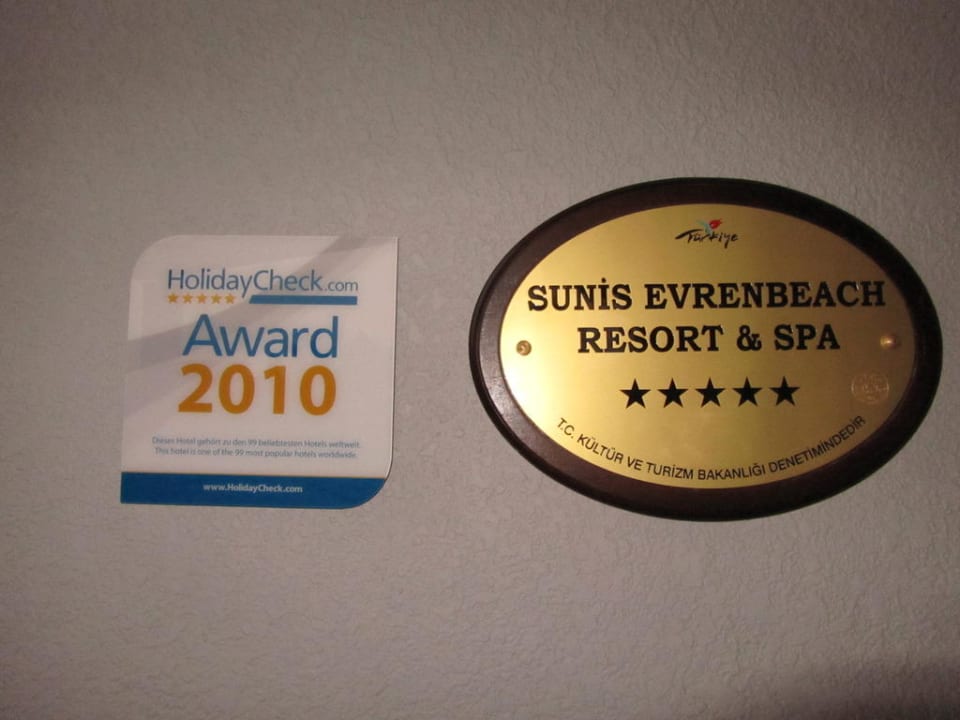 HolidayCheck.com
Award
2010
Dieses Hotel gehört zu den 99 beliebtesten Hotels weltweit.
This hotel is one of the 99 most popular hotels worldwide.
www.HolidayCheck.com
Türkiye
SUNİS EVRENBEACH
RESORT & SPA
T.C. KÜLTÜR VE TURİZM BAKANLIĞI DENETİMİNDEDİR